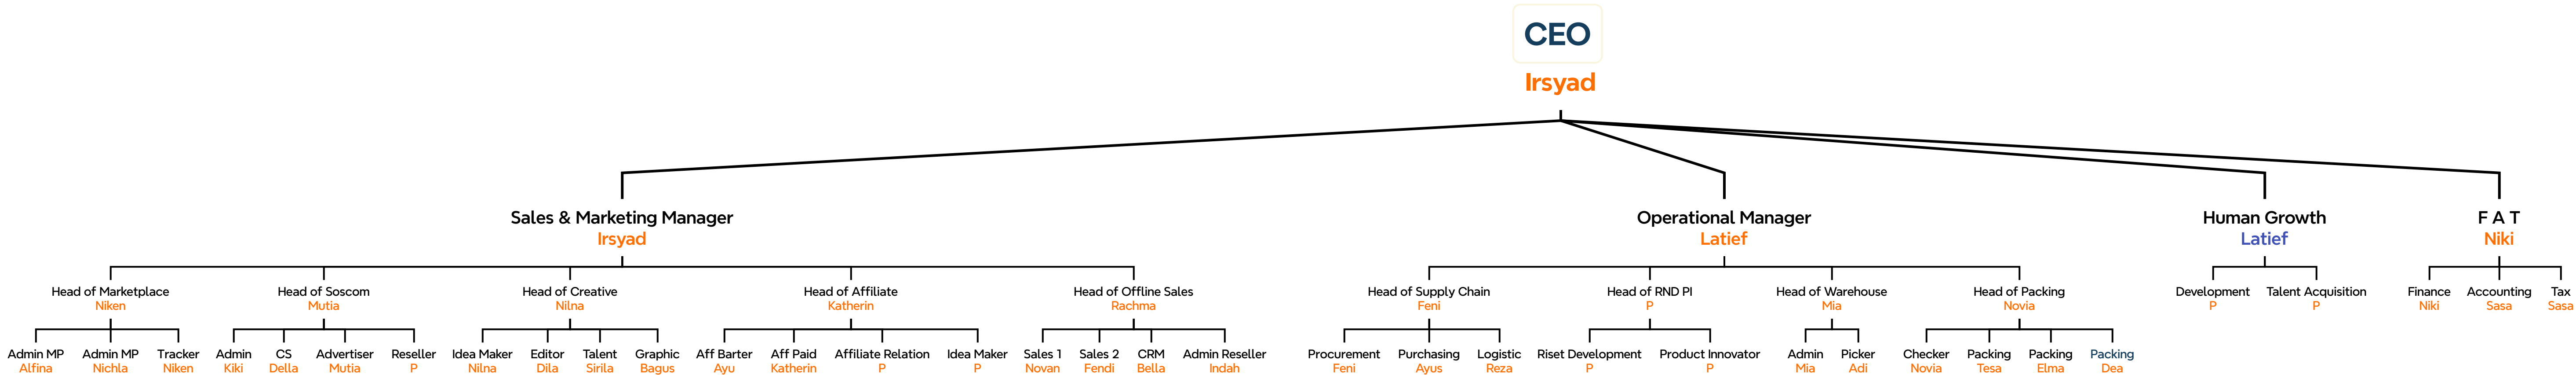 CEO
Irsyad
Sales & Marketing Manager
Irsyad
Operational Manager
Latief
Human Growth
Latief
F A T
Niki
Head of Marketplace
Niken
Head of Soscom
Mutia
Head of Creative
Nilna
Head of Affiliate
Katherin
Head of Offline Sales
Rachma
Head of Supply Chain
Feni
Head of RND PI
P
Head of Warehouse
Mia
Head of Packing
Novia
Development
P
Talent Acquisition
P
Finance
Niki
Accounting
Sasa
Tax
Sasa
Admin MP
Alfina
Admin MP
Nichla
Tracker
Niken
Admin
Kiki
CS
Della
Advertiser
Mutia
Reseller
P
Idea Maker
Nilna
Editor
Dila
Talent
Sirila
Graphic
Bagus
Aff Barter
Ayu
Aff Paid
Katherin
Affiliate Relation
P
Idea Maker
P
Sales 1
Novan
Sales 2
Fendi
CRM
Bella
Admin Reseller
Indah
Procurement
Feni
Purchasing
Ayus
Logistic
Reza
Riset Development
P
Product Innovator
P
Admin
Mia
Picker
Adi
Checker
Novia
Packing
Tesa
Packing
Elma
Packing
Dea